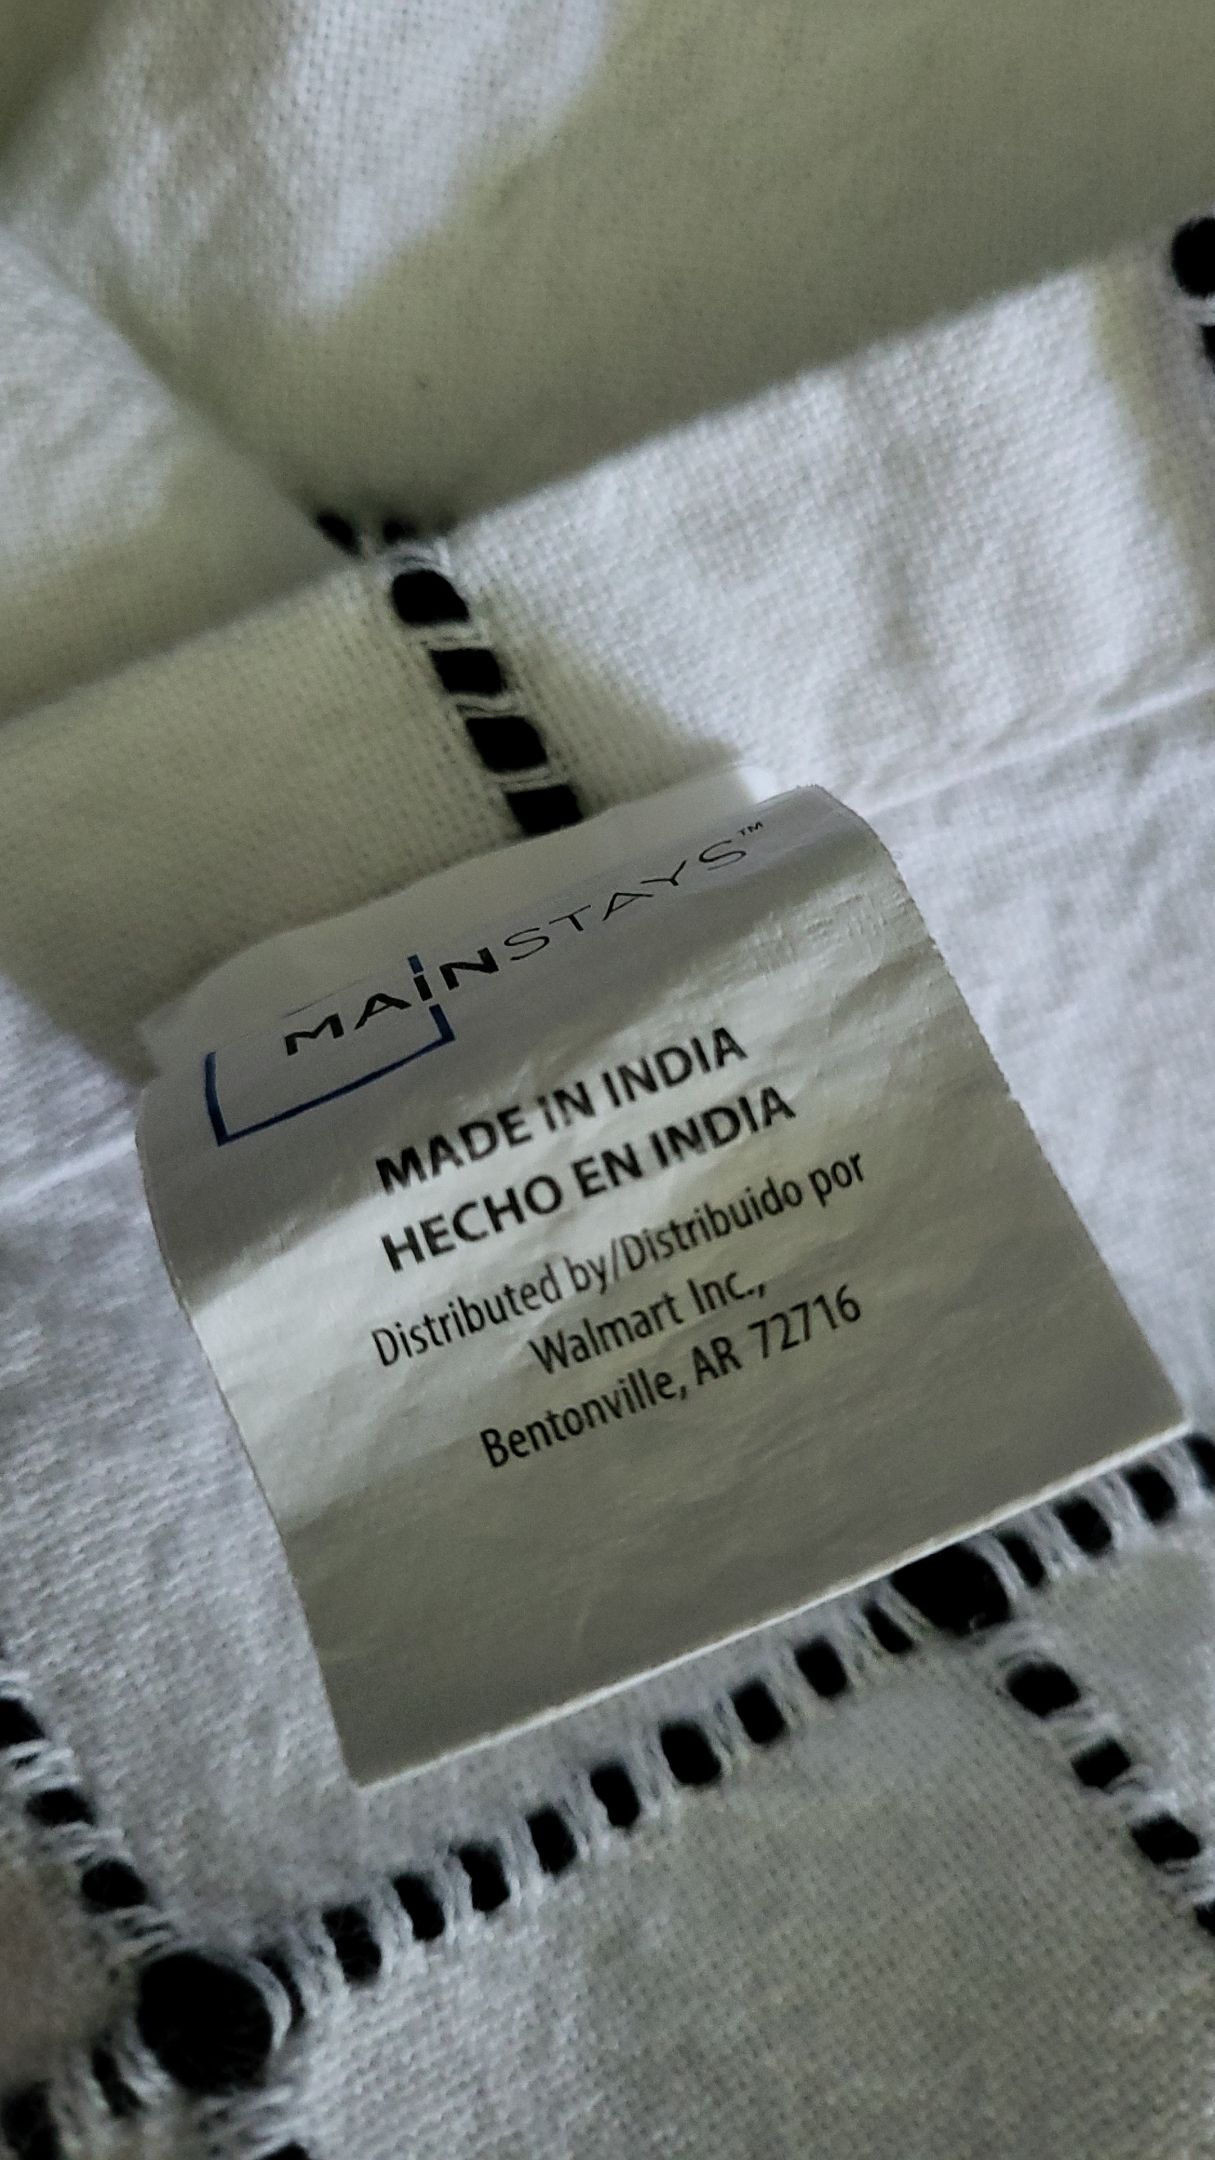 MAINSTAYS™
MADE IN INDIA
HECHO EN INDIA
Distributed by/Distribuido por
Walmart Inc.,
Bentonville, AR 72716